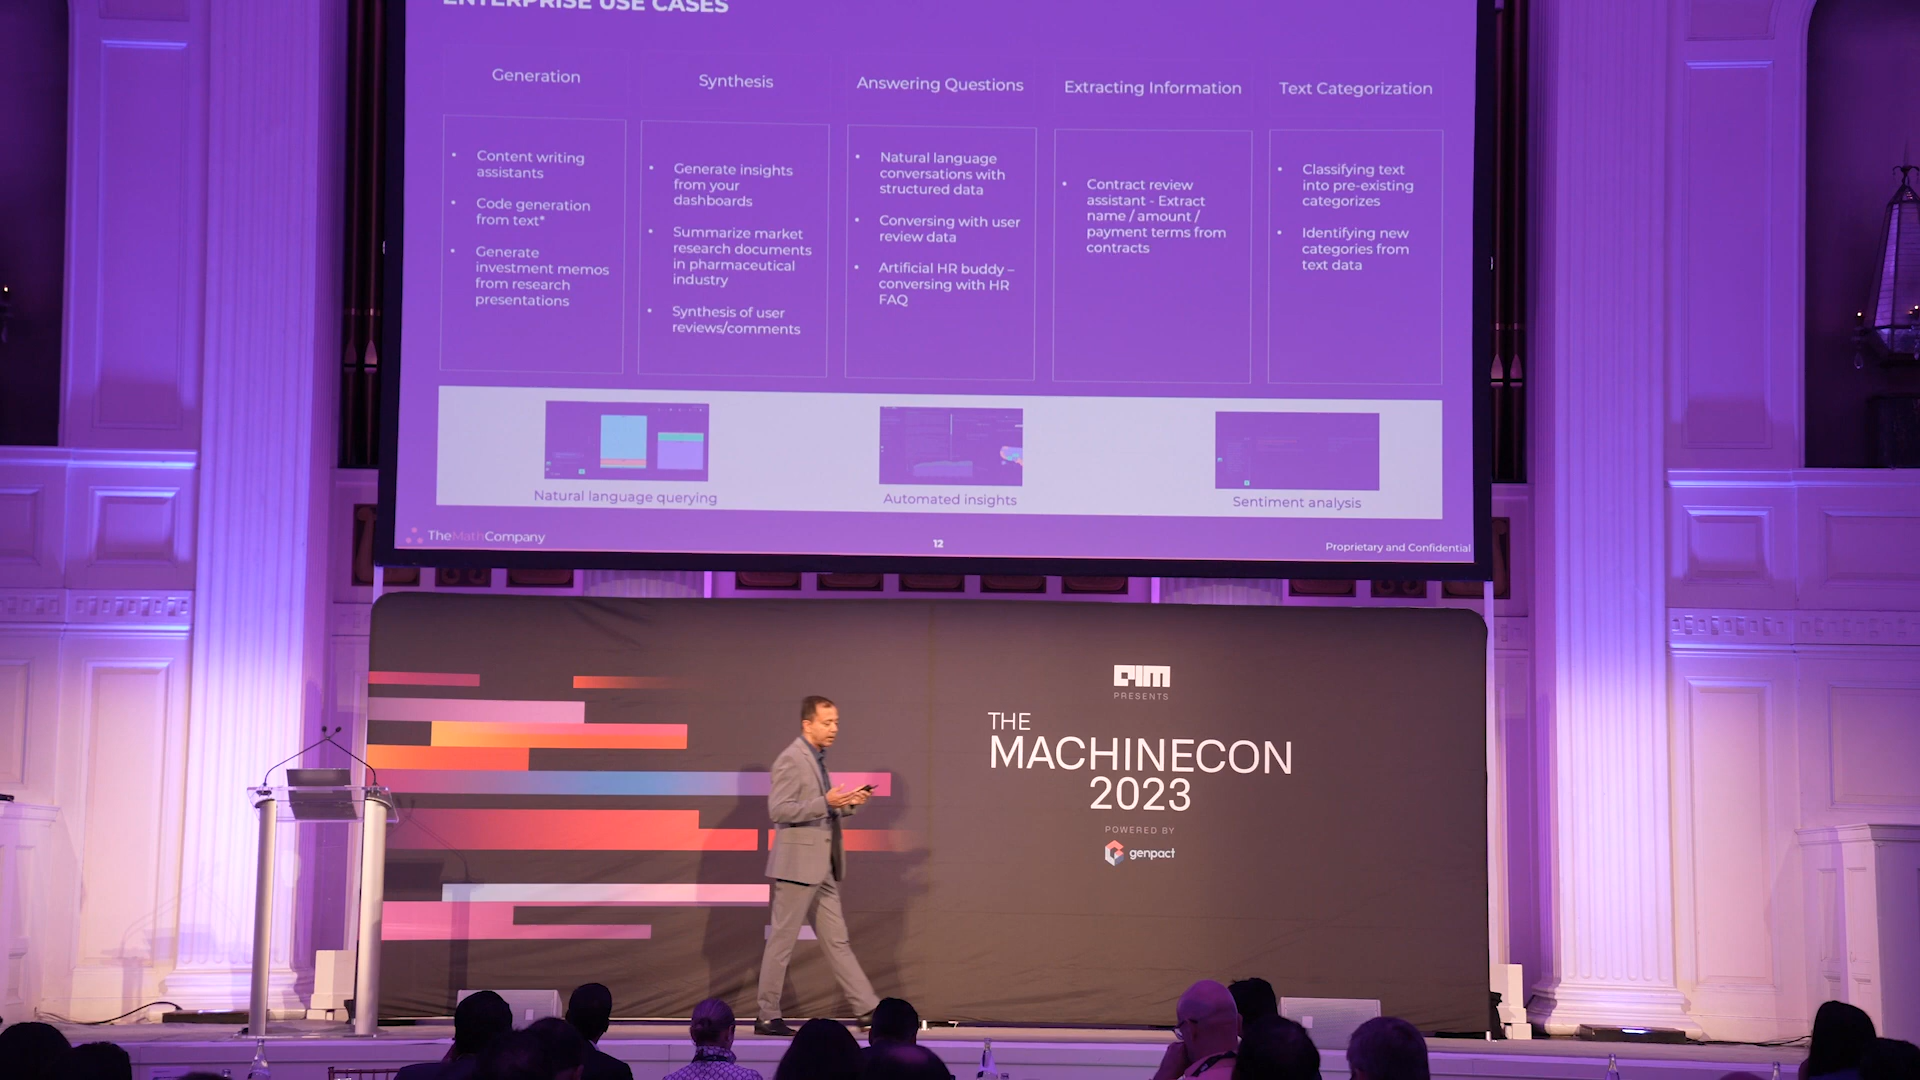 ENTERPRISE USE CASES
Generation
Synthesis
Answering Questions
Extracting Information
Text Categorization
• Content writing
assistants
• Code generation
from text*
• Generate
investment memos
from research
presentations
• Generate insights
from your
dashboards
• Summarize market
research documents
in pharmaceutical
industry
• Synthesis of user
reviews/comments
• Natural language
conversations with
structured data
• Conversing with user
review data
• Artificial HR buddy –
conversing with HR
FAQ
• Contract review
assistant - Extract
name / amount /
payment terms from
contracts
• Classifying text
into pre-existing
categorizes
• Identifying new
categories from
text data
Natural language querying
Automated insights
Sentiment analysis
TheMathCompany
12
Proprietary and Confidential
AIM
PRESENTS
THE
MACHINECON
2023
POWERED BY
genpact